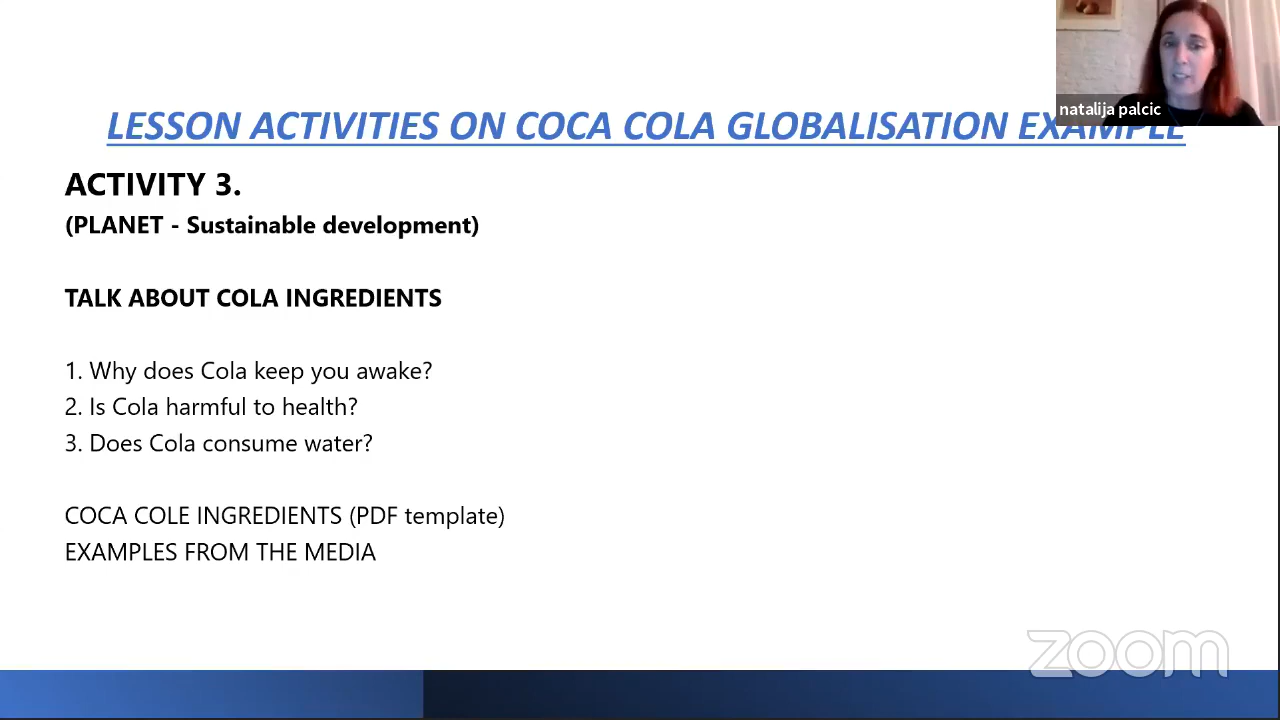 natalija palcic
LESSON ACTIVITIES ON COCA COLA GLOBALISATION EXAMPLE
ACTIVITY 3.
(PLANET - Sustainable development)
TALK ABOUT COLA INGREDIENTS
1. Why does Cola keep you awake?
2. Is Cola harmful to health?
3. Does Cola consume water?
COCA COLE INGREDIENTS (PDF template)
EXAMPLES FROM THE MEDIA
zoom